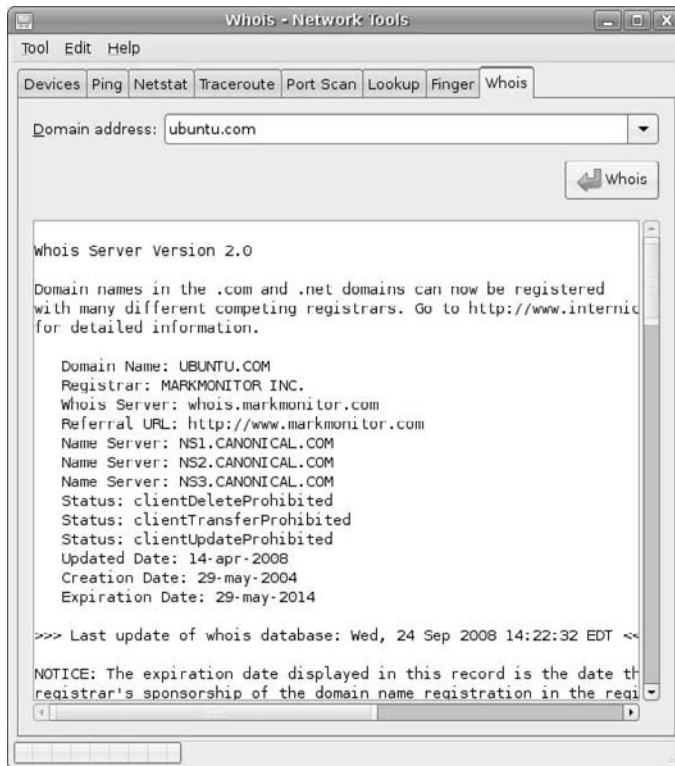 Whois - Network Tools
Tool Edit Help
Devices Ping Netstat Traceroute Port Scan Lookup Finger Whois
Domain address: ubuntu.com
Whois
Whois Server Version 2.0
Domain names in the .com and .net domains can now be registered
with many different competing registrars. Go to http://www.internic
for detailed information.
Domain Name: UBUNTU.COM
Registrar: MARKMONITOR INC.
Whois Server: whois.markmonitor.com
Referral URL: http://www.markmonitor.com
Name Server: NS1.CANONICAL.COM
Name Server: NS2.CANONICAL.COM
Name Server: NS3.CANONICAL.COM
Status: clientDeleteProhibited
Status: clientTransferProhibited
Status: clientUpdateProhibited
Updated Date: 14-apr-2008
Creation Date: 29-may-2004
Expiration Date: 29-may-2014
>>> Last update of whois database: Wed, 24 Sep 2008 14:22:32 EDT <<
NOTICE: The expiration date displayed in this record is the date th
registrar's sponsorship of the domain name registration in the regi